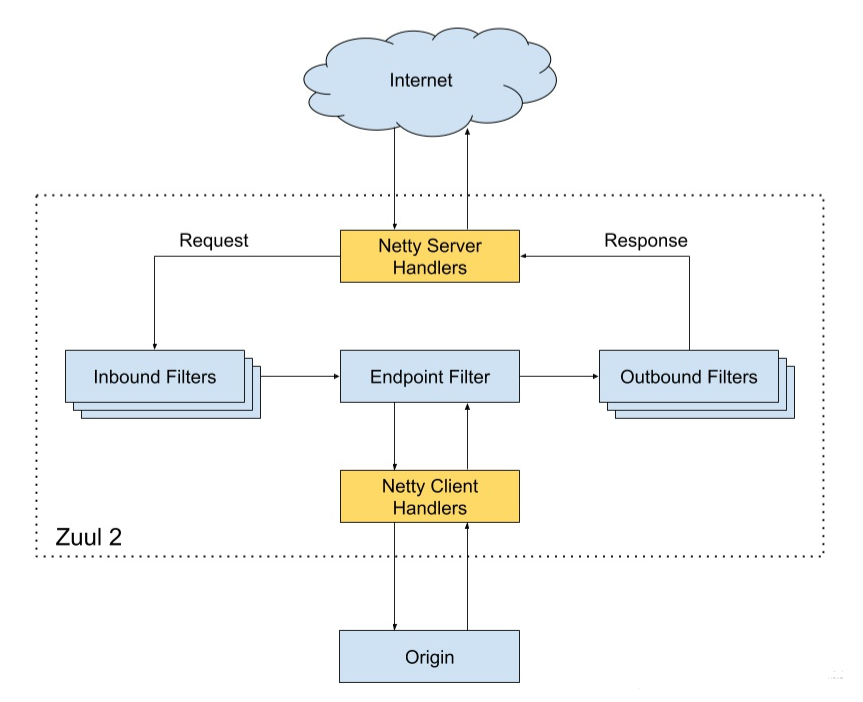 Internet
Request
Netty Server
Handlers
Response
Inbound Filters
Endpoint Filter
Outbound Filters
Netty Client
Handlers
Zuul 2
Origin